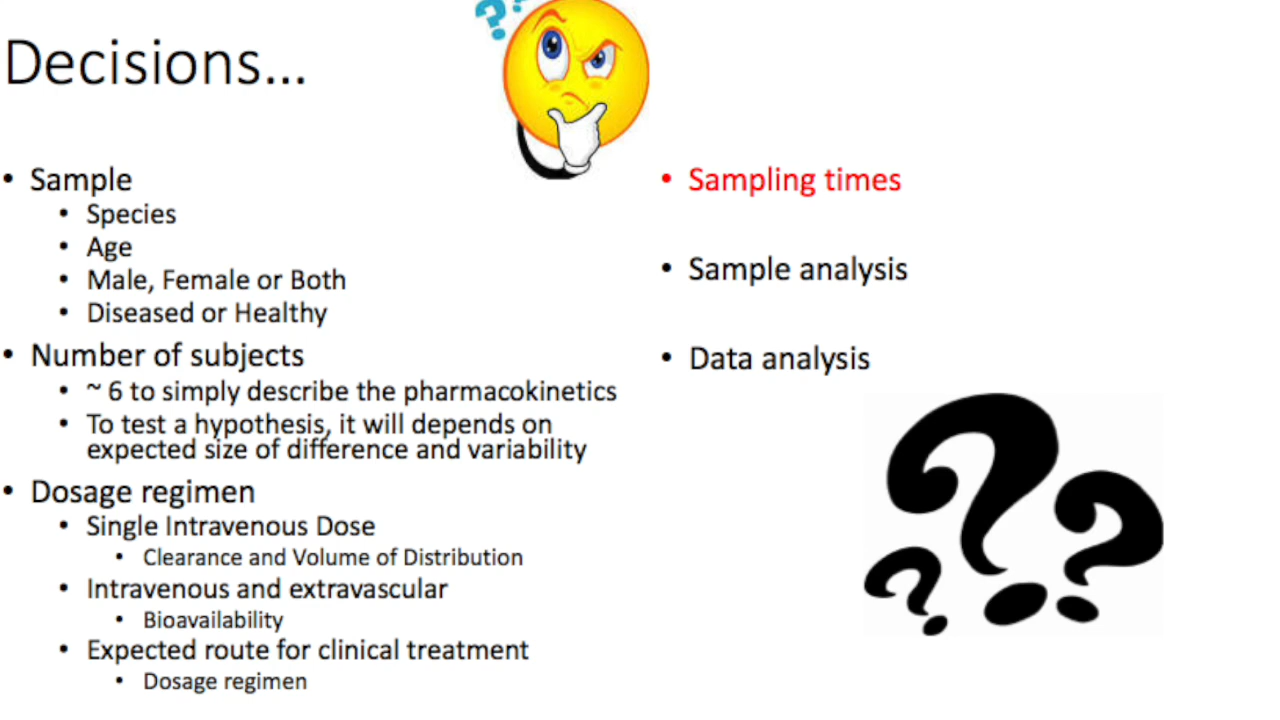 Decisions...
• Sample
• Species
• Age
• Male, Female or Both
• Diseased or Healthy
• Number of subjects
• ~ 6 to simply describe the pharmacokinetics
• To test a hypothesis, it will depends on
expected size of difference and variability
• Dosage regimen
• Single Intravenous Dose
• Clearance and Volume of Distribution
• Intravenous and extravascular
• Bioavailability
• Expected route for clinical treatment
• Dosage regimen
• Sampling times
• Sample analysis
• Data analysis